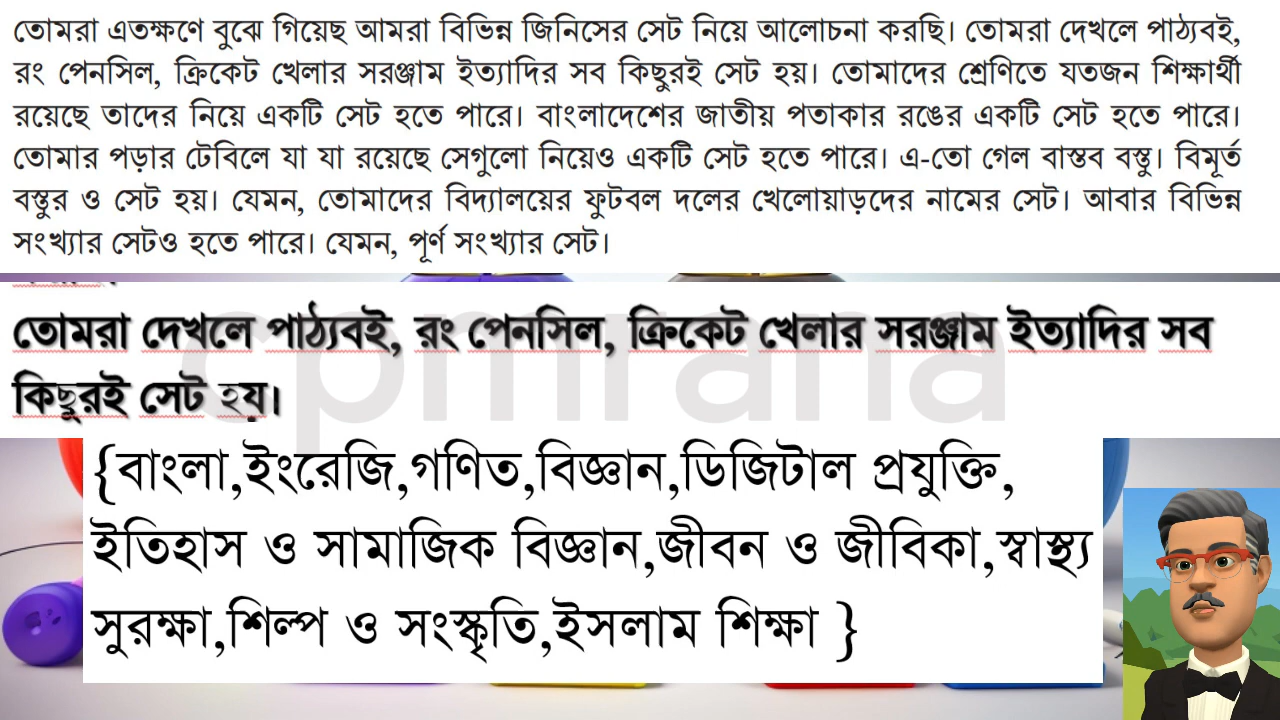 তোমরা এতক্ষণে বুঝে গিয়েছ আমরা বিভিন্ন জিনিসের সেট নিয়ে আলোচনা করছি। তোমরা দেখলে পাঠ্যবই,
রং পেনসিল, ক্রিকেট খেলার সরঞ্জাম ইত্যাদির সব কিছুরই সেট হয়। তোমাদের শ্রেণিতে যতজন শিক্ষার্থী
রয়েছে তাদের নিয়ে একটি সেট হতে পারে। বাংলাদেশের জাতীয় পতাকার রঙের একটি সেট হতে পারে।
তোমার পড়ার টেবিলে যা যা রয়েছে সেগুলো নিয়েও একটি সেট হতে পারে। এ-তো গেল বাস্তব বস্তু। বিমূর্ত
বস্তুর ও সেট হয়। যেমন, তোমাদের বিদ্যালয়ের ফুটবল দলের খেলোয়াড়দের নামের সেট। আবার বিভিন্ন
সংখ্যার সেটও হতে পারে। যেমন, পূর্ণ সংখ্যার সেট।
তোমরা দেখলে পাঠ্যবই, রং পেনসিল, ক্রিকেট খেলার সরঞ্জাম ইত্যাদির সব
কিছুরই সেট হয়।
cpmrana
{বাংলা,ইংরেজি,গণিত,বিজ্ঞান,ডিজিটাল প্রযুক্তি,
ইতিহাস ও সামাজিক বিজ্ঞান,জীবন ও জীবিকা,স্বাস্থ্য
সুরক্ষা,শিল্প ও সংস্কৃতি,ইসলাম শিক্ষা }